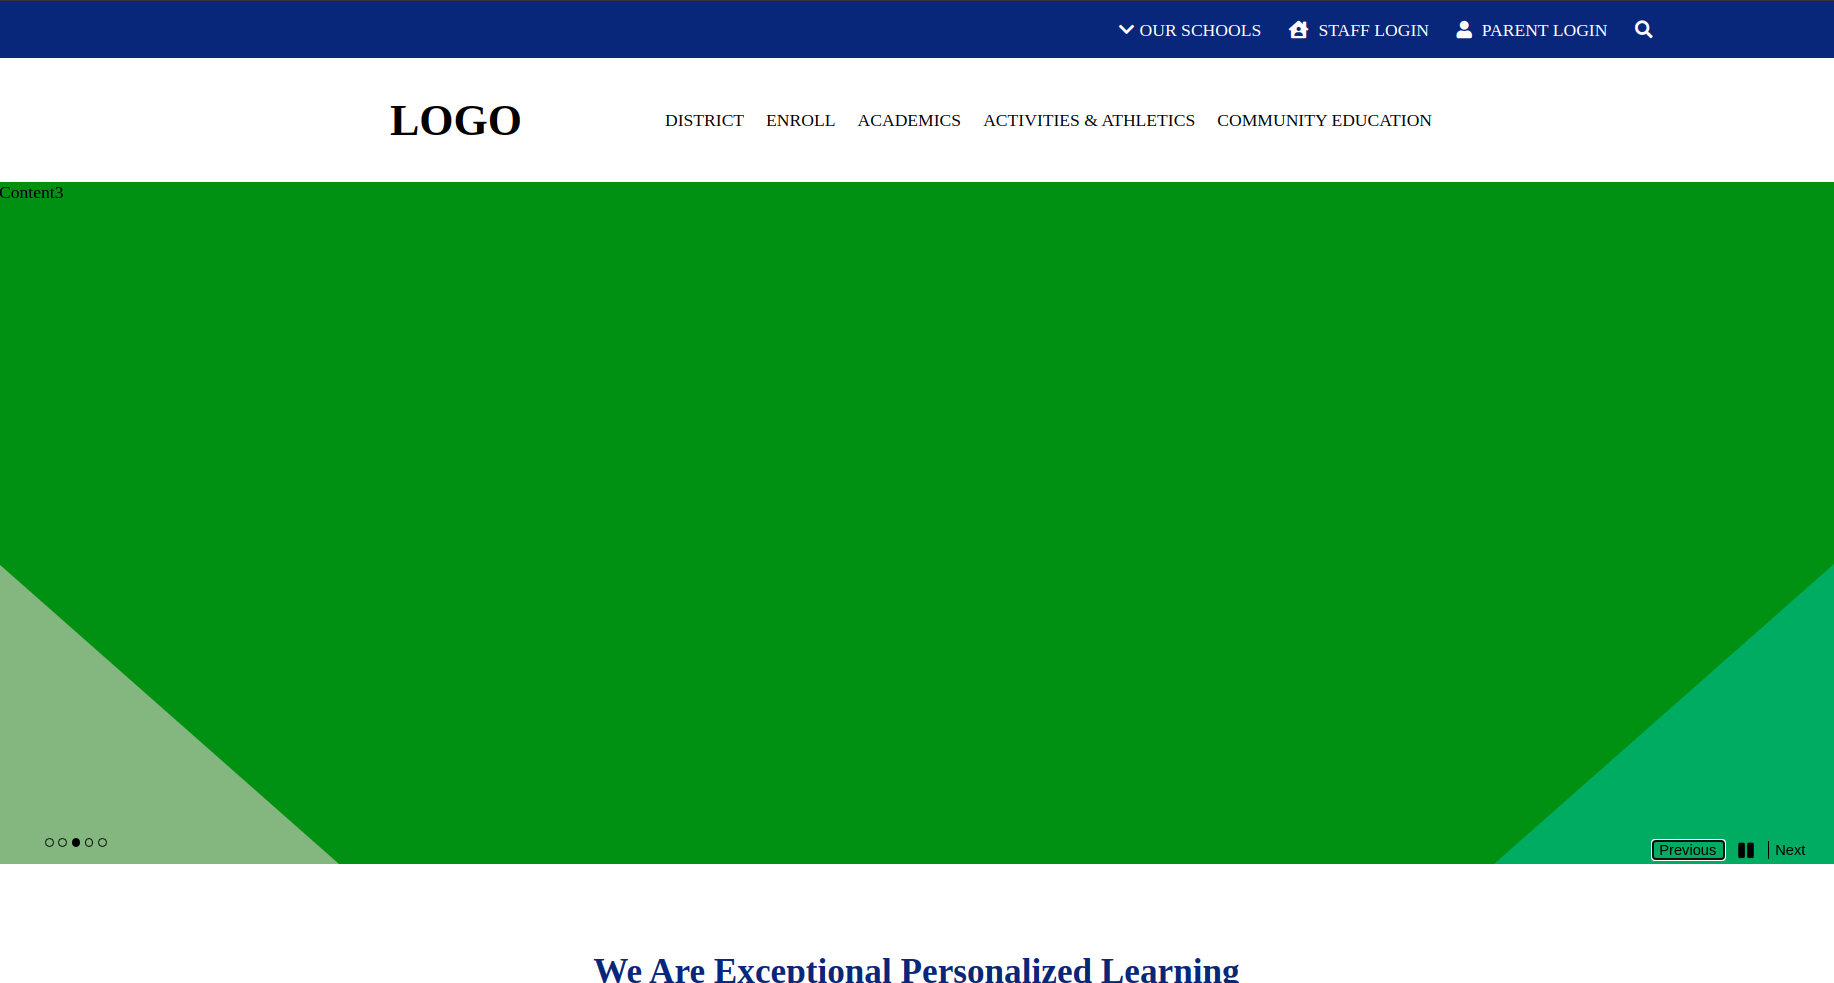 OUR SCHOOLS STAFF LOGIN PARENT LOGIN
LOGO
DISTRICT ENROLL ACADEMICS ACTIVITIES & ATHLETICS COMMUNITY EDUCATION
Content3
Previous Next
We Are Exceptional Personalized Learning